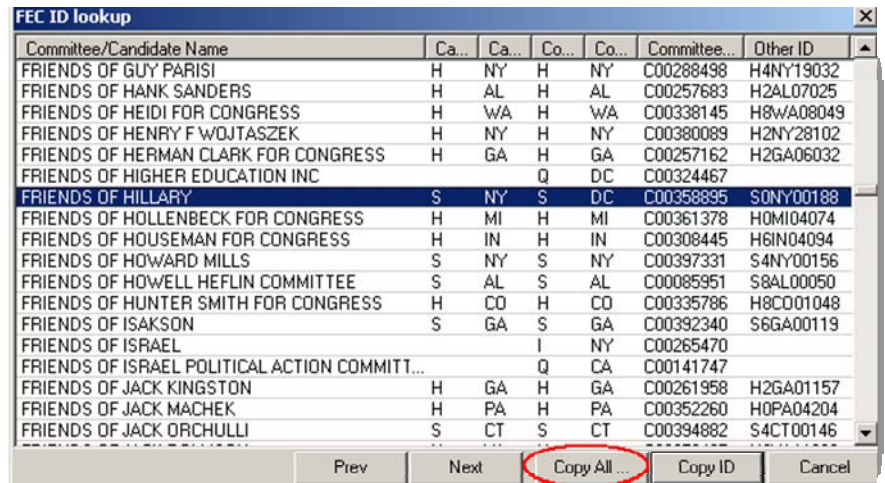 FEC ID lookup
Committee/Candidate Name Ca... Ca... Co... Co... Committee... Other ID
FRIENDS OF GUY PARISI H NY H NY C00288498 H4NY19032
FRIENDS OF HANK SANDERS H AL H AL C00257683 H2AL07025
FRIENDS OF HEIDI FOR CONGRESS H WA H WA C00338145 H8WA08049
FRIENDS OF HENRY F WOJTASZEK H NY H NY C00380089 H2NY28102
FRIENDS OF HERMAN CLARK FOR CONGRESS H GA H GA C00257162 H2GA06032
FRIENDS OF HIGHER EDUCATION INC Q DC C00324467
FRIENDS OF HILLARY S NY S DC C00358895 S0NY00188
FRIENDS OF HOLLENBECK FOR CONGRESS H MI H MI C00361378 H0MI04074
FRIENDS OF HOUSEMAN FOR CONGRESS H IN H IN C00308445 H6IN04094
FRIENDS OF HOWARD MILLS S NY S NY C00397331 S4NY00156
FRIENDS OF HOWELL HEFLIN COMMITTEE S AL S AL C00085951 S8AL00050
FRIENDS OF HUNTER SMITH FOR CONGRESS H CO H CO C00335786 H8CO01048
FRIENDS OF ISAKSON S GA S GA C00392340 S6GA00119
FRIENDS OF ISRAEL I NY C00265470
FRIENDS OF ISRAEL POLITICAL ACTION COMMITT... Q CA C00141747
FRIENDS OF JACK KINGSTON H GA H GA C00261958 H2GA01157
FRIENDS OF JACK MACHEK H PA H PA C00352260 H0PA04204
FRIENDS OF JACK ORCHULLI S CT S CT C00394882 S4CT00146
Prev Next Copy All ... Copy ID Cancel